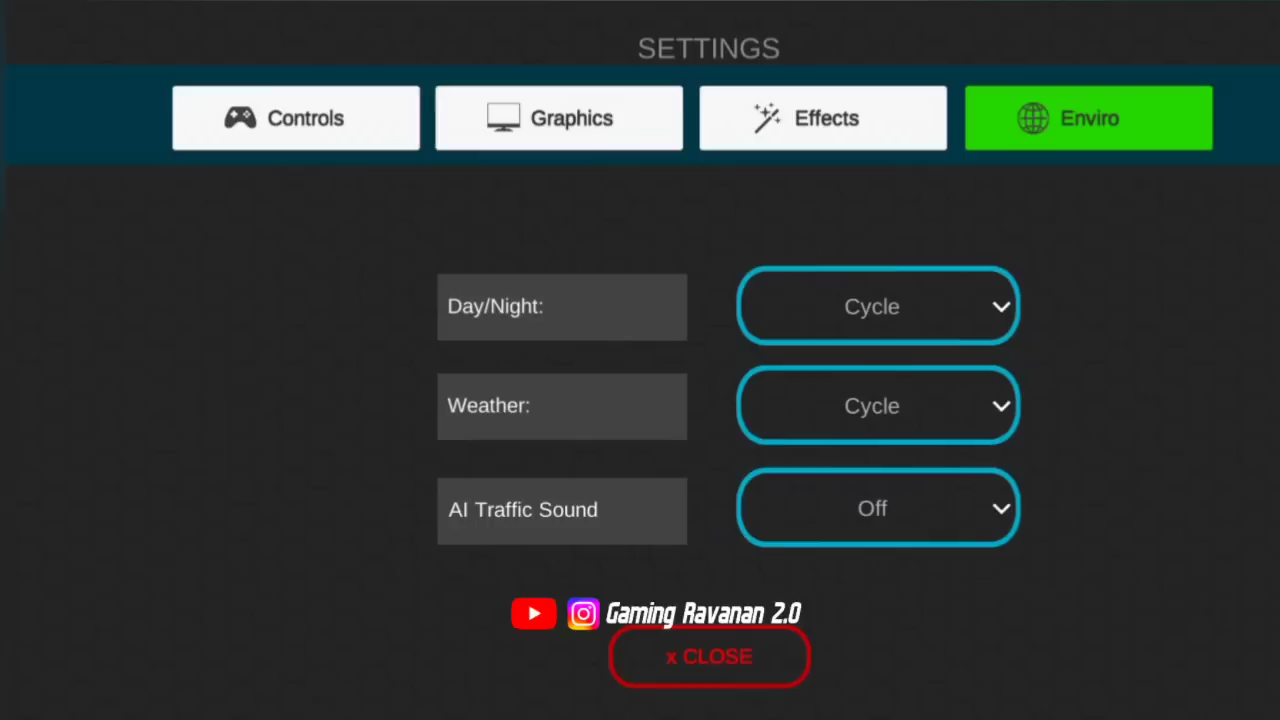 SETTINGS
Controls
Graphics
Effects
Enviro
Day/Night:
Cycle
Weather:
Cycle
AI Traffic Sound
Off
Gaming Ravanan 2.0
x CLOSE